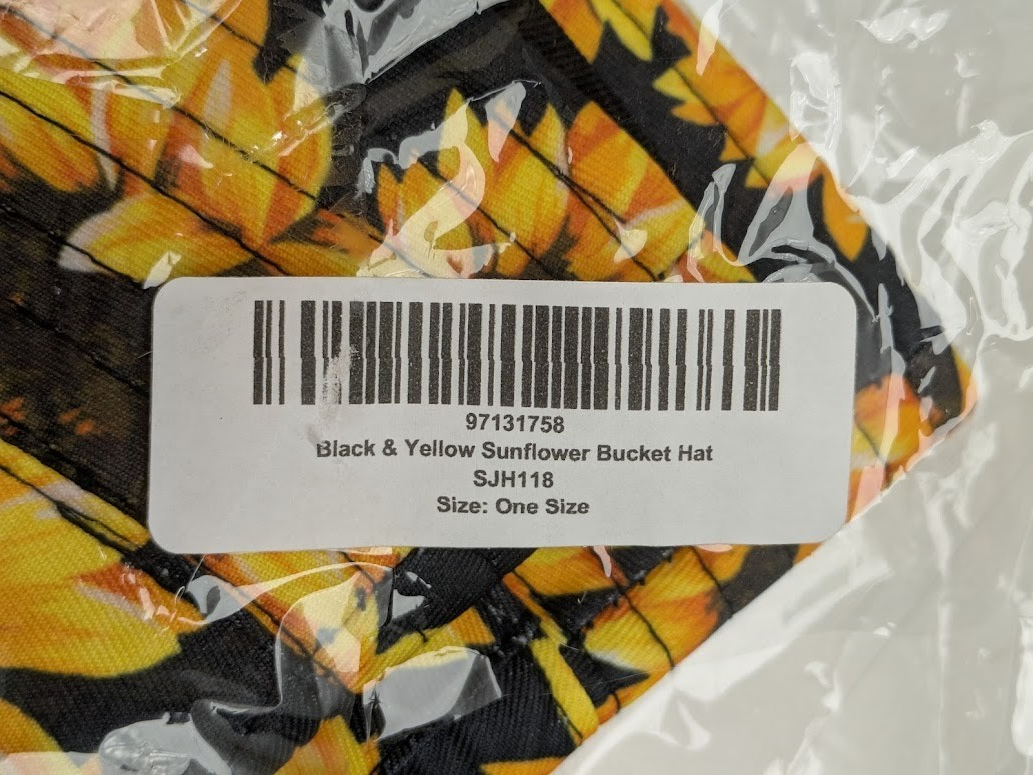 97131758
Black & Yellow Sunflower Bucket Hat
SJH118
Size: One Size